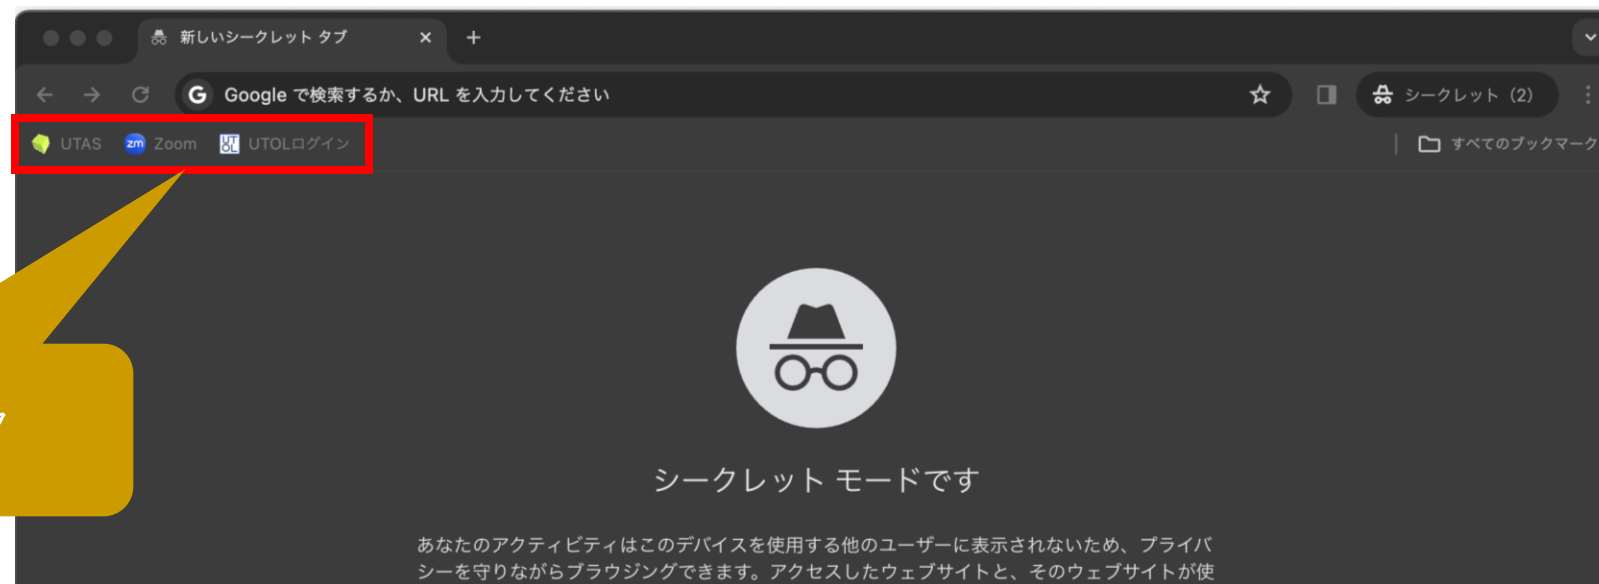 新しいシークレット タブ
Google で検索するか、URL を入力してください
シークレット (2)
UTAS zm Zoom UTOL UTOLログイン
すべてのブックマーク
シークレット モードです
あなたのアクティビティはこのデバイスを使用する他のユーザーに表示されないため、プライバ
シーを守りながらブラウジングできます。アクセスしたウェブサイトと、そのウェブサイトが使